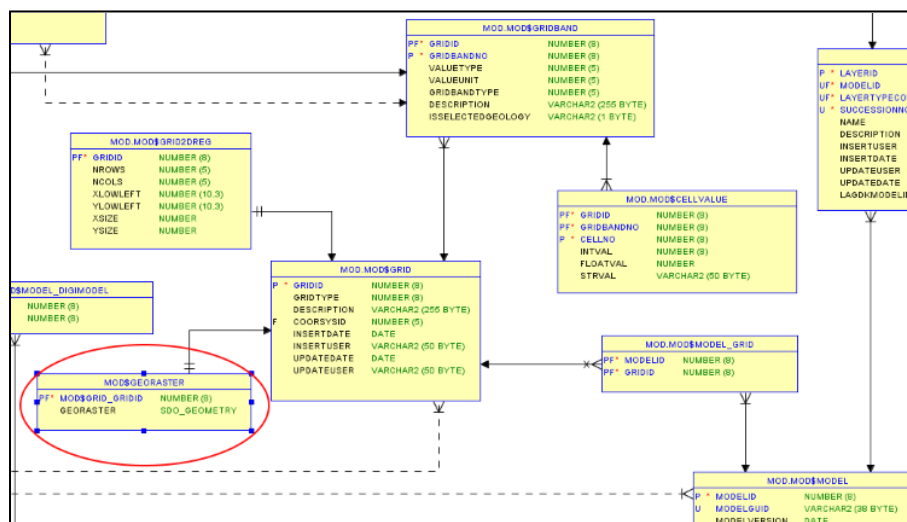 MOD.MOD$GRIDBAND
PF* GRIDID NUMBER (8)
P * GRIDBANDNO NUMBER (8)
VALUETYPE NUMBER (5)
VALUEUNIT NUMBER (5)
GRIDBANDTYPE NUMBER (5)
DESCRIPTION VARCHAR2 (255 BYTE)
ISSELECTEDGEOLOGY VARCHAR2 (1 BYTE)
P * LAYERID
UF* MODELID
UF* LAYERTYPECO
U * SUCCESSIONNO
NAME
DESCRIPTION
INSERTUSER
INSERTDATE
UPDATEUSER
UPDATEDATE
LAGDKMODELI
MOD.MOD$GRID2DREG
PF* GRIDID NUMBER (8)
NROWS NUMBER (5)
NCOLS NUMBER (5)
XLOWLEFT NUMBER (10,3)
YLOWLEFT NUMBER (10,3)
XSIZE NUMBER
YSIZE NUMBER
MOD.MOD$CELLVALUE
PF* GRIDID NUMBER (8)
PF* GRIDBANDNO NUMBER (8)
P * CELLNO NUMBER (8)
INTVAL NUMBER (8)
FLOATVAL NUMBER
STRVAL VARCHAR2 (50 BYTE)
MOD.MOD$GRID
P * GRIDID NUMBER (8)
GRIDTYPE NUMBER (8)
DESCRIPTION VARCHAR2 (255 BYTE)
F COORSYSID NUMBER (5)
INSERTDATE DATE
INSERTUSER VARCHAR2 (50 BYTE)
UPDATEDATE DATE
UPDATEUSER VARCHAR2 (50 BYTE)
D$MODEL_DIGIMODEL
NUMBER (8)
NUMBER (8)
MOD$GEORASTER
PF* MOD$GRID_GRIDID NUMBER (8)
GEORASTER SDO_GEOMETRY
MOD.MOD$MODEL_GRID
PF* MODELID NUMBER (8)
PF* GRIDID NUMBER (8)
MOD.MOD$MODEL
P * MODELID NUMBER (8)
U MODELGUID VARCHAR2 (38 BYTE)
MODELVERSION DATE